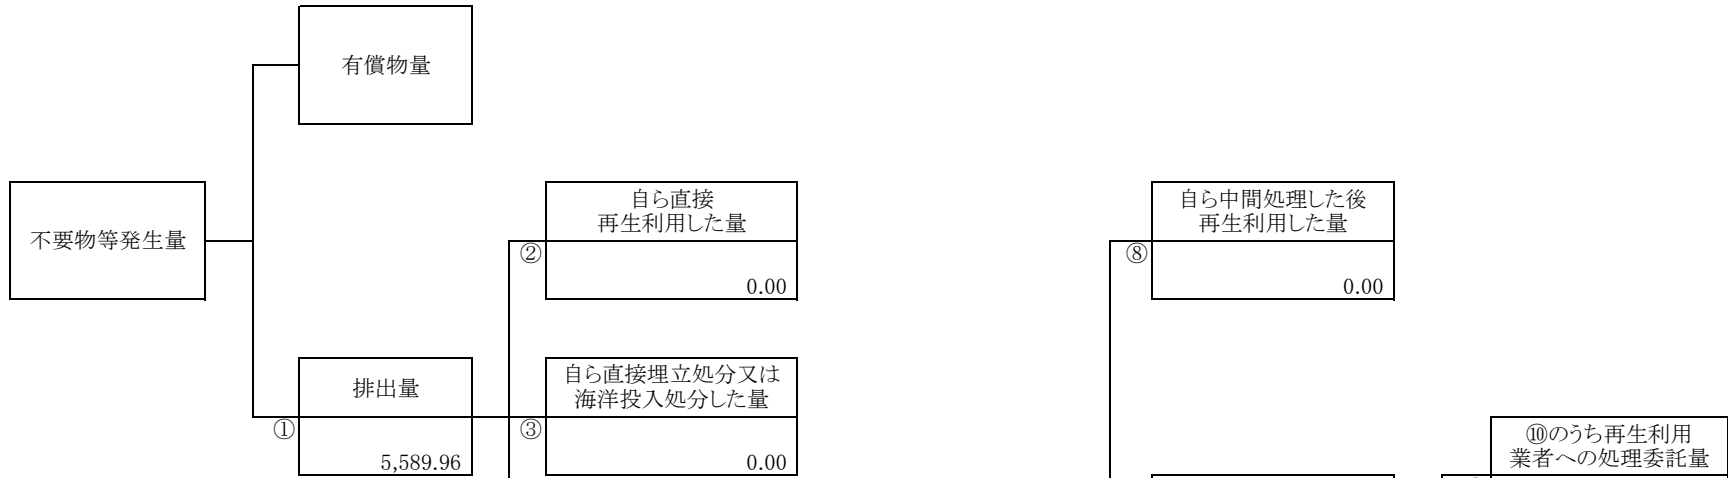 有償物量
不要物等発生量
自ら直接
再生利用した量
②
0.00
自ら中間処理した後
再生利用した量
⑧
0.00
排出量
①
5,589.96
自ら直接埋立処分又は
海洋投入処分した量
③
0.00
⑩のうち再生利用
業者への処理委託量